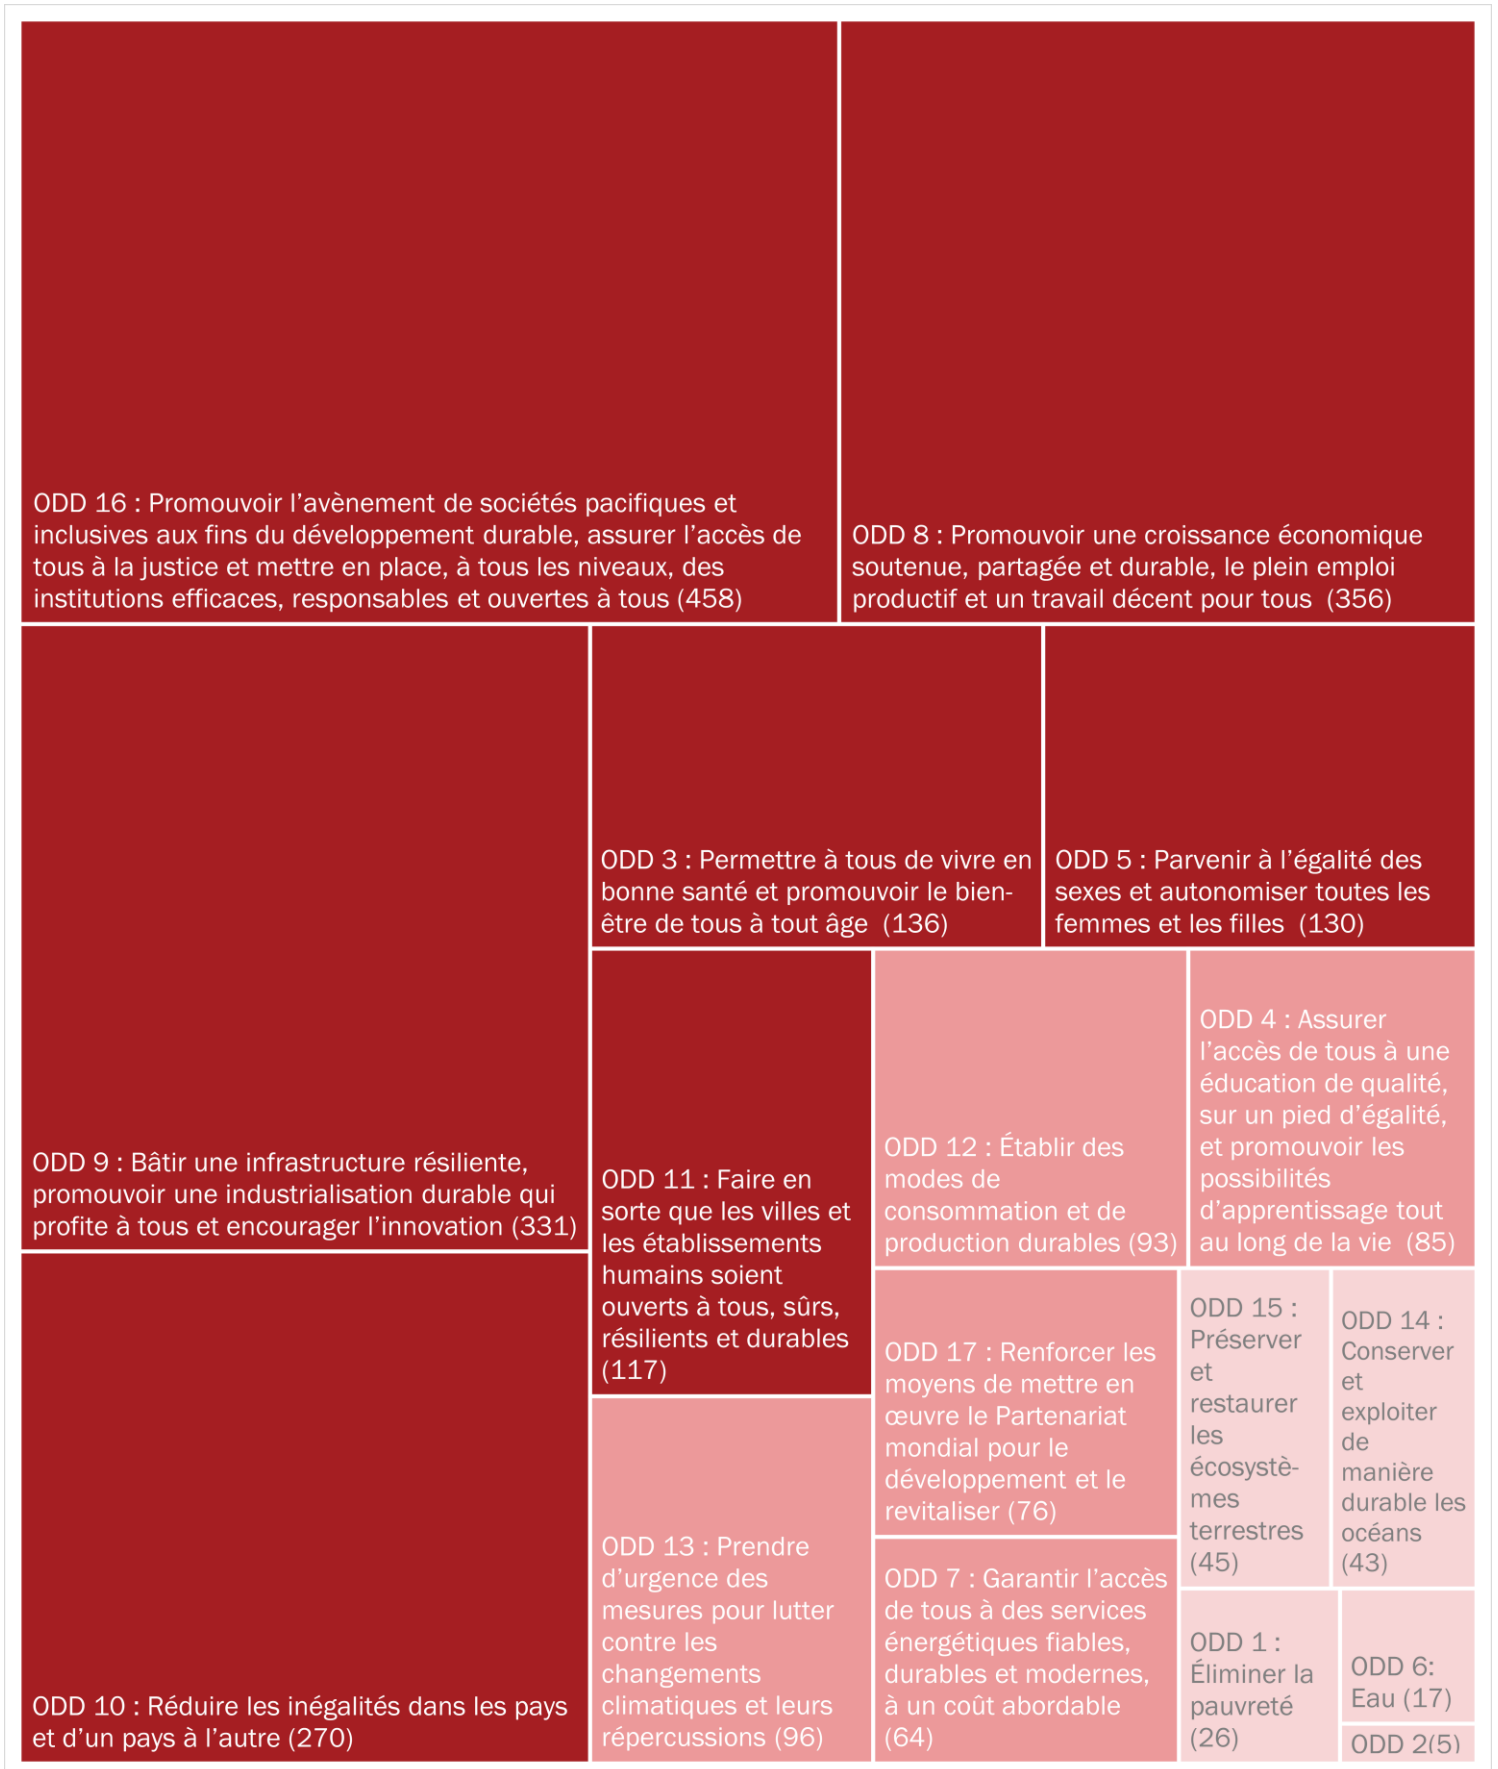 ODD 16 : Promouvoir l’avènement de sociétés pacifiques et
inclusives aux fins du développement durable, assurer l’accès de
tous à la justice et mettre en place, à tous les niveaux, des
institutions efficaces, responsables et ouvertes à tous (458)
ODD 8 : Promouvoir une croissance économique
soutenue, partagée et durable, le plein emploi
productif et un travail décent pour tous (356)
ODD 9 : Bâtir une infrastructure résiliente,
promouvoir une industrialisation durable qui
profite à tous et encourager l’innovation (331)
ODD 3 : Permettre à tous de vivre en
bonne santé et promouvoir le bien-
être de tous à tout âge (136)
ODD 5 : Parvenir à l’égalité des
sexes et autonomiser toutes les
femmes et les filles (130)
ODD 11 : Faire en
sorte que les villes et
les établissements
humains soient
ouverts à tous, sûrs,
résilients et durables
(117)
ODD 12 : Établir des
modes de
consommation et de
production durables (93)
ODD 4 : Assurer
l’accès de tous à une
éducation de qualité,
sur un pied d’égalité,
et promouvoir les
possibilités
d’apprentissage tout
au long de la vie (85)
ODD 10 : Réduire les inégalités dans les pays
et d’un pays à l’autre (270)
ODD 13 : Prendre
d’urgence des
mesures pour lutter
contre les
changements
climatiques et leurs
répercussions (96)
ODD 17 : Renforcer les
moyens de mettre en
œuvre le Partenariat
mondial pour le
développement et le
revitaliser (76)
ODD 7 : Garantir l’accès
de tous à des services
énergétiques fiables,
durables et modernes,
à un coût abordable
(64)
ODD 15 :
Préserver
et
restaurer
les
écosystè-
mes
terrestres
(45)
ODD 14 :
Conserver
et
exploiter
de
manière
durable les
océans
(43)
ODD 1 :
Éliminer la
pauvreté
(26)
ODD 6:
Eau (17)
ODD 2(5)